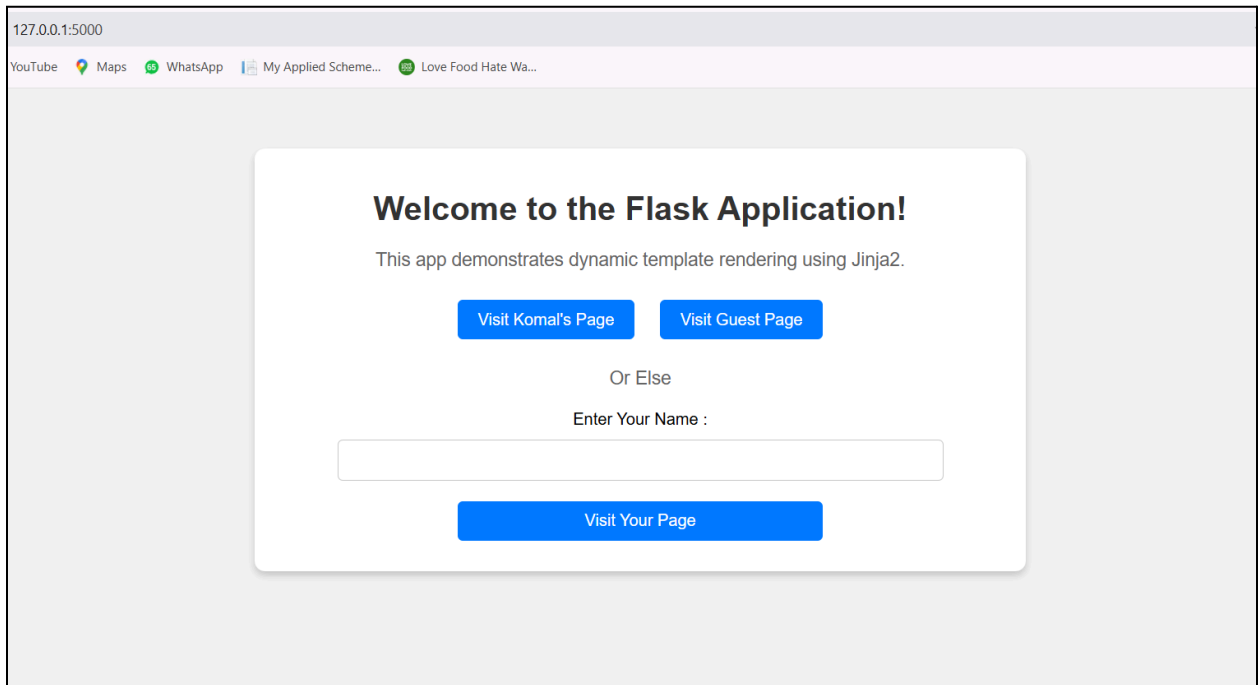 127.0.0.1:5000
YouTube Maps 65 WhatsApp My Applied Scheme... Love Food Hate Wa...
Welcome to the Flask Application!
This app demonstrates dynamic template rendering using Jinja2.
Visit Komal's Page Visit Guest Page
Or Else
Enter Your Name :
Visit Your Page